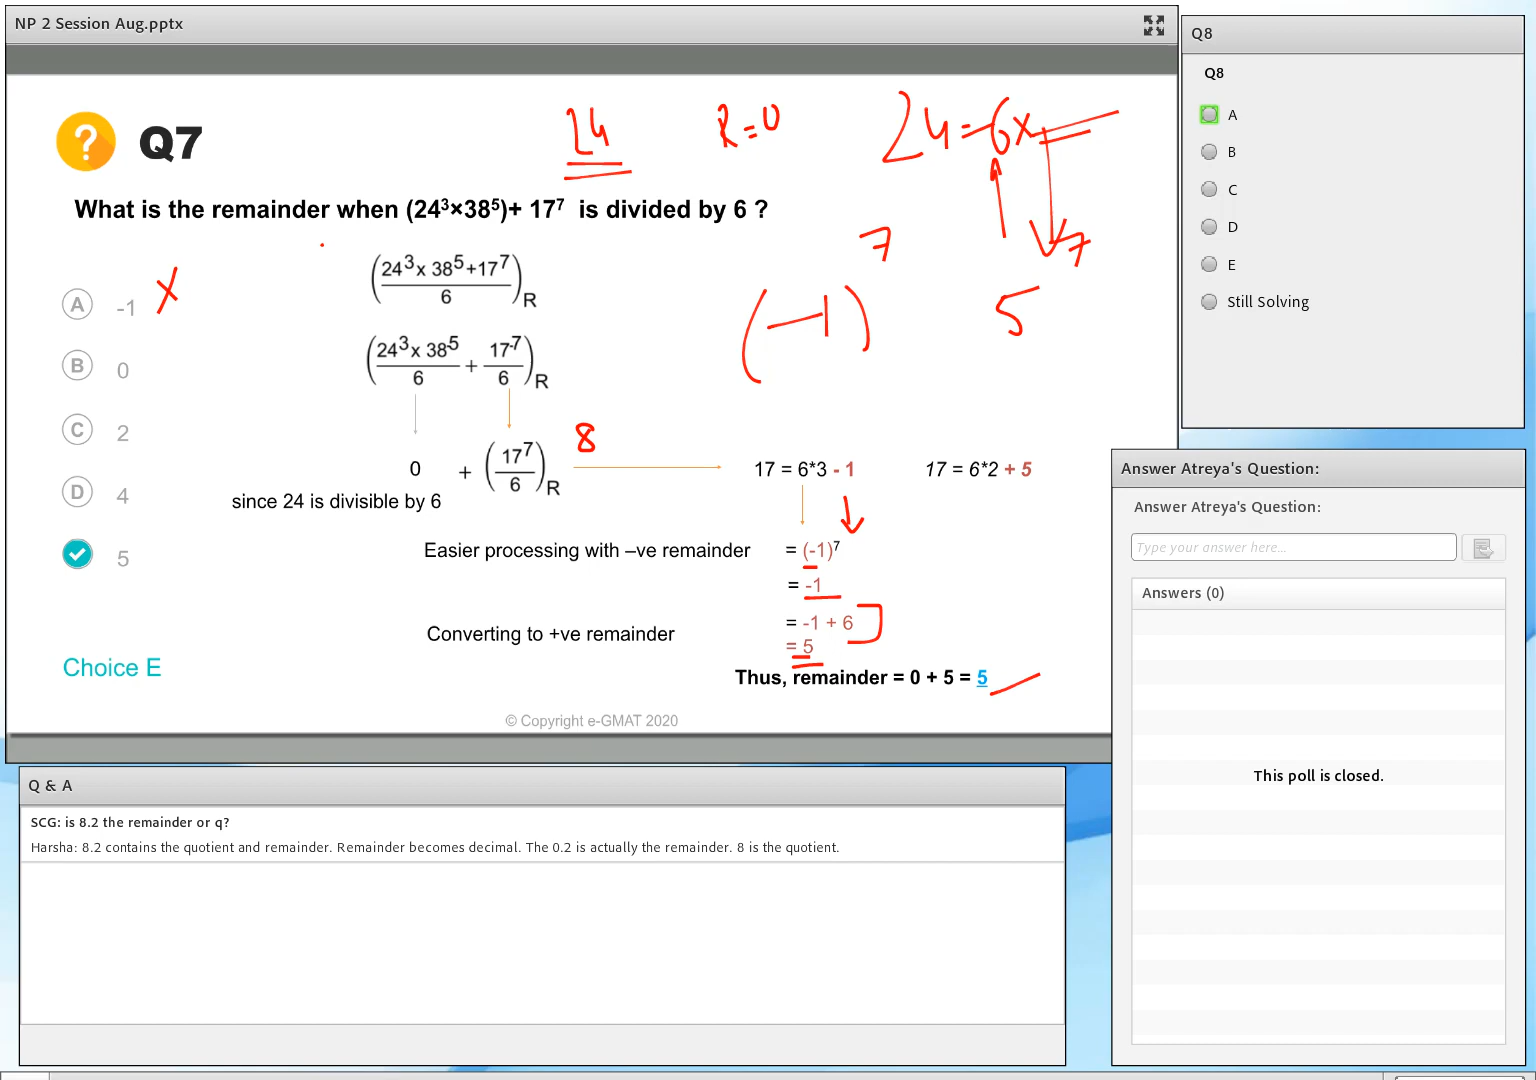 NP 2 Session Aug.pptx
Q7
24
R=0
24=6x
What is the remainder when (24³×38⁵)+ 17⁷ is divided by 6 ?
A -1 X
B 0
C 2
D 4
5
Choice E
(24³ x 38⁵+17⁷ / 6)R
(24³ x 38⁵ / 6 + 17⁷ / 6)R
0 + (17⁷ / 6)R
8
since 24 is divisible by 6
(-1)⁷
5⁷
17 = 6*3 - 1
17 = 6*2 + 5
Easier processing with –ve remainder = (-1)⁷
= -1
Converting to +ve remainder = -1 + 6
= 5
Thus, remainder = 0 + 5 = 5
© Copyright e-GMAT 2020
Q8
Q8
A
B
C
D
E
Still Solving
Answer Atreya's Question:
Answer Atreya's Question:
Type your answer here...
Answers (0)
This poll is closed.
Q & A
SCG: is 8.2 the remainder or q?
Harsha: 8.2 contains the quotient and remainder. Remainder becomes decimal. The 0.2 is actually the remainder. 8 is the quotient.